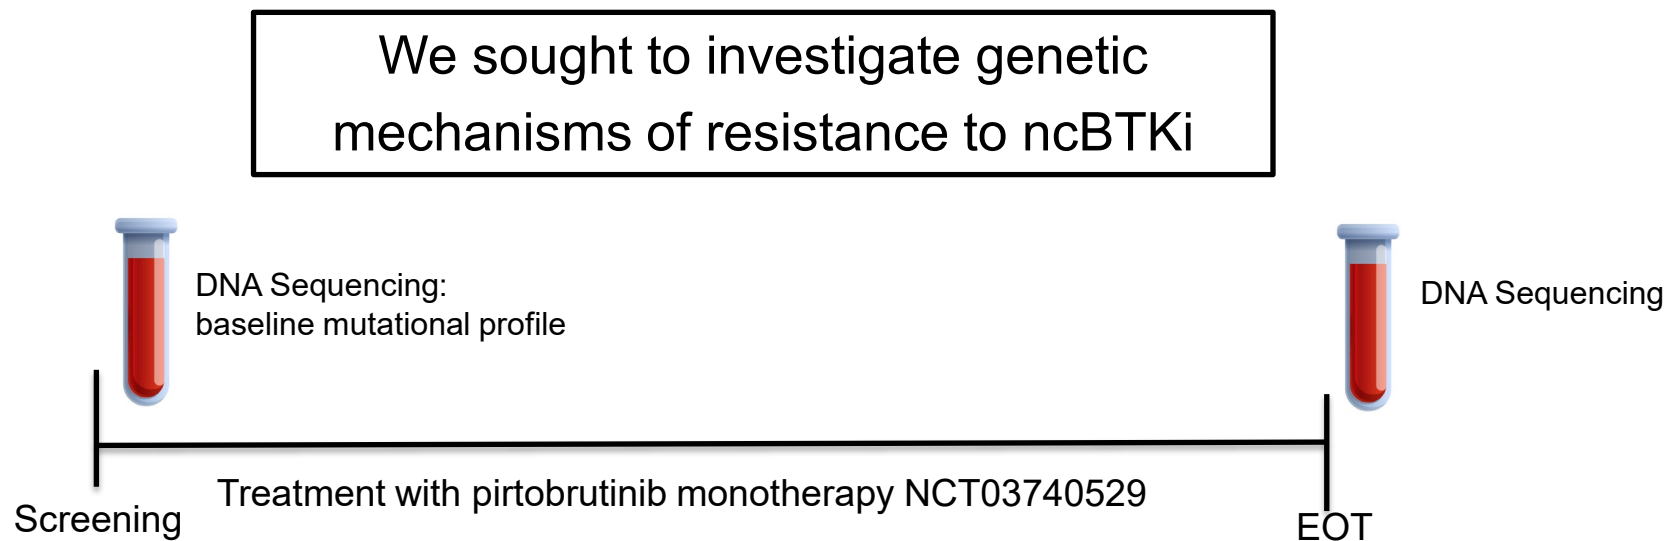 We sought to investigate genetic
mechanisms of resistance to ncBTKi
DNA Sequencing:
baseline mutational profile
DNA Sequencing
Treatment with pirtobrutinib monotherapy NCT03740529
Screening
EOT